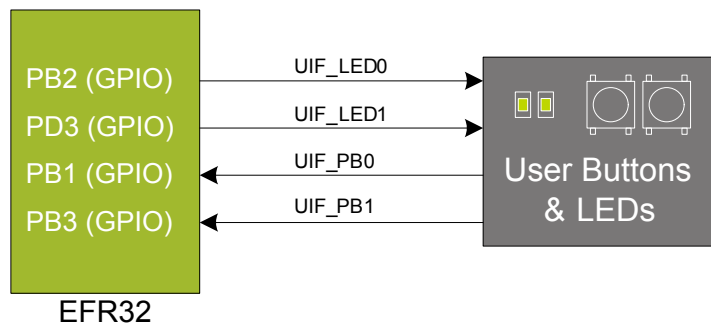 PB2 (GPIO)
PD3 (GPIO)
PB1 (GPIO)
PB3 (GPIO)
EFR32
UIF_LED0
UIF_LED1
UIF_PB0
UIF_PB1
User Buttons
& LEDs